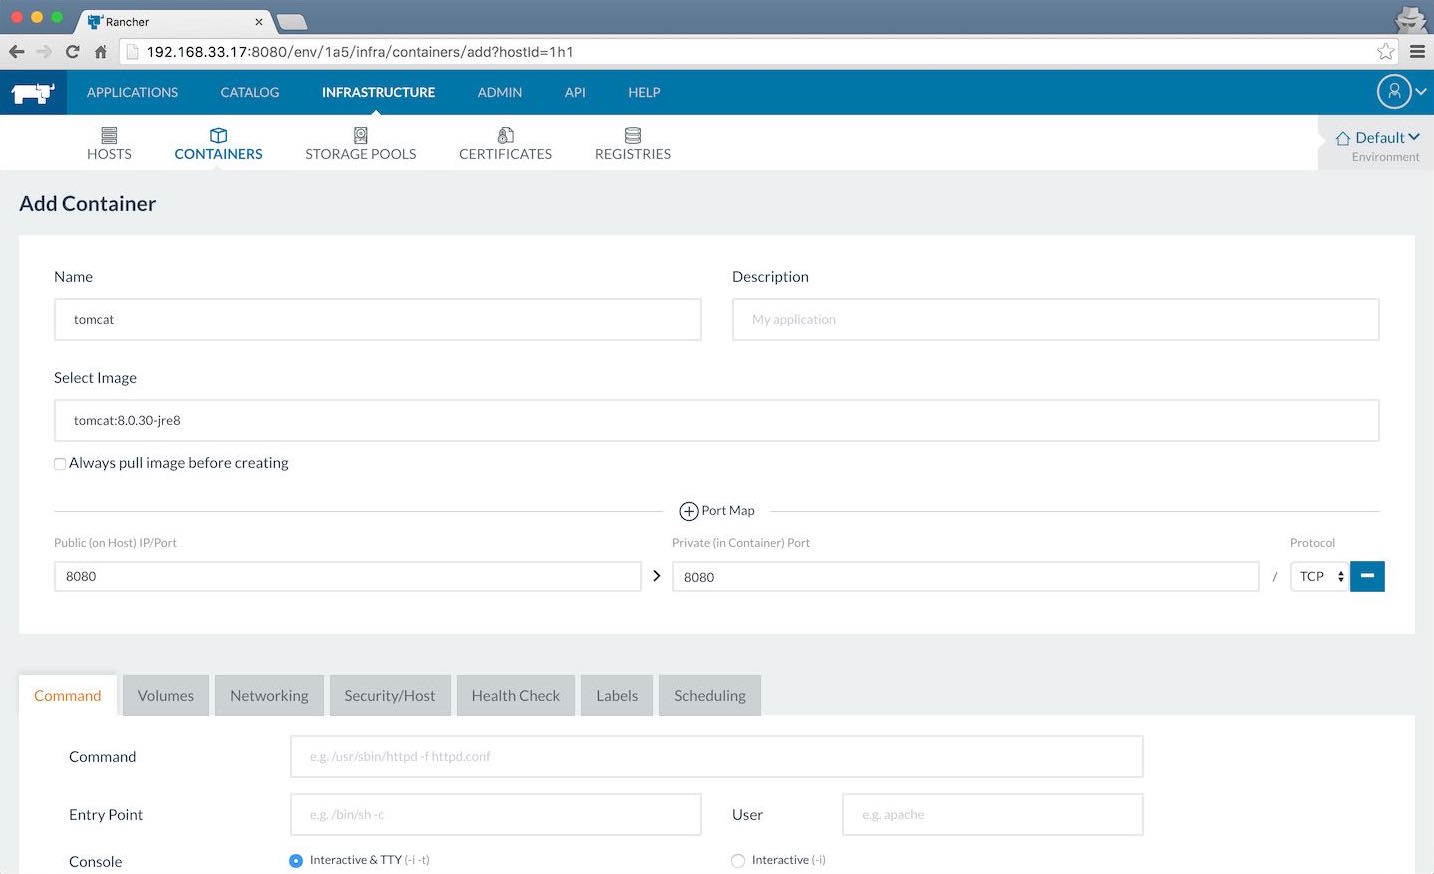 Rancher
192.168.33.17:8080/env/1a5/infra/containers/add?hostId=1h1
APPLICATIONS CATALOG INFRASTRUCTURE ADMIN API HELP
HOSTS CONTAINERS STORAGE POOLS CERTIFICATES REGISTRIES
Default
Environment
Add Container
Name Description
tomcat My application
Select Image
tomcat:8.0.30-jre8
Always pull image before creating
Port Map
Public (on Host) IP/Port Private (in Container) Port Protocol
8080 8080 / TCP
Command Volumes Networking Security/Host Health Check Labels Scheduling
Command e.g. /usr/sbin/httpd -f httpd.conf
Entry Point e.g. /bin/sh -c User e.g. apache
Console Interactive & TTY (-i -t) Interactive (-i)